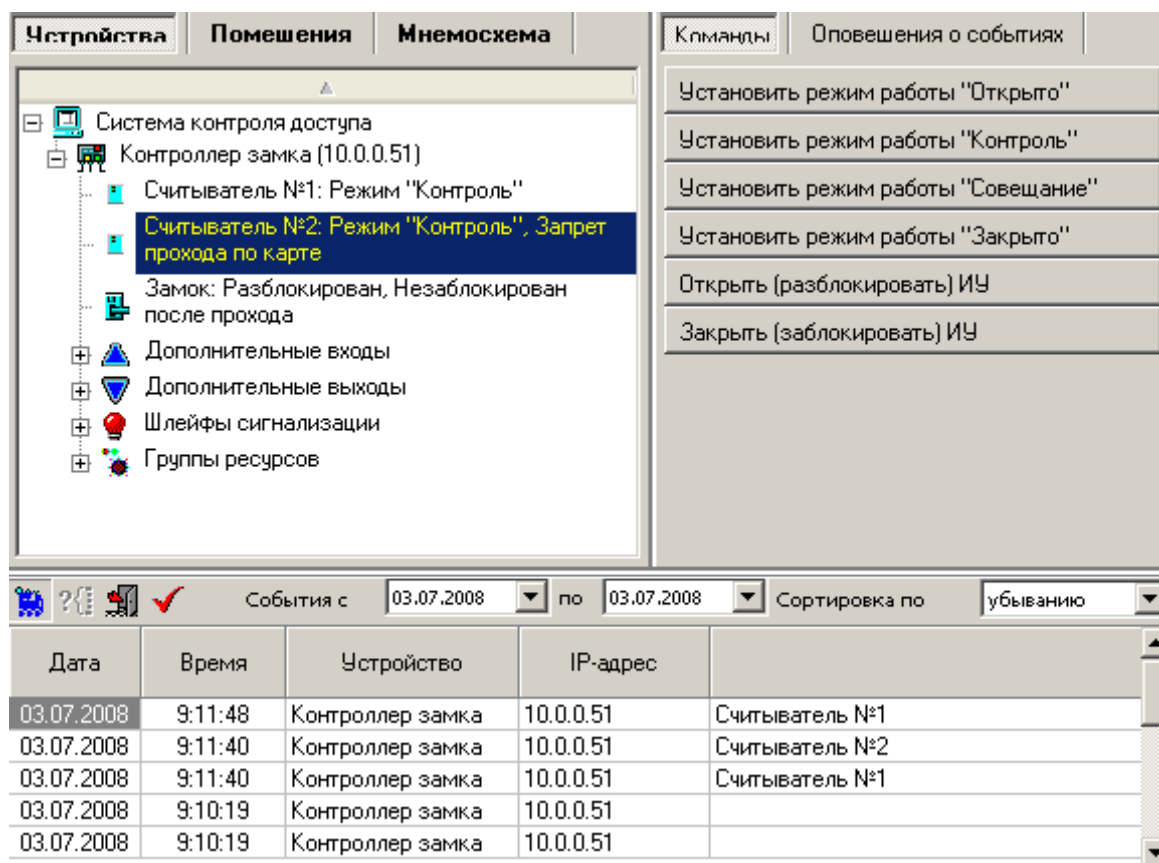 Устройства Помещения Мнемосхема Команды Оповещения о событиях
Система контроля доступа
Контроллер замка (10.0.0.51)
Считыватель №1: Режим "Контроль"
Считыватель №2: Режим "Контроль", Запрет
прохода по карте
Замок: Разблокирован, Незаблокирован
после прохода
Дополнительные входы
Дополнительные выходы
Шлейфы сигнализации
Группы ресурсов
Установить режим работы "Открыто"
Установить режим работы "Контроль"
Установить режим работы "Совещание"
Установить режим работы "Закрыто"
Открыть (разблокировать) ИУ
Закрыть (заблокировать) ИУ
События с 03.07.2008 по 03.07.2008 Сортировка по убыванию
Дата Время Устройство IP-адрес
03.07.2008 9:11:48 Контроллер замка 10.0.0.51 Считыватель №1
03.07.2008 9:11:40 Контроллер замка 10.0.0.51 Считыватель №2
03.07.2008 9:11:40 Контроллер замка 10.0.0.51 Считыватель №1
03.07.2008 9:10:19 Контроллер замка 10.0.0.51
03.07.2008 9:10:19 Контроллер замка 10.0.0.51